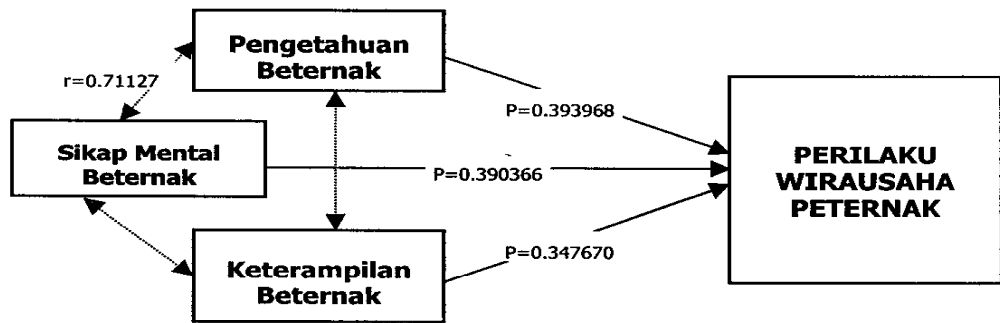 Pengetahuan
Beternak
r=0.71127
P=0.393968
Sikap Mental
Beternak
P=0.390366
PERILAKU
WIRAUSAHA
PETERNAK
Keterampilan
Beternak
P=0.347670